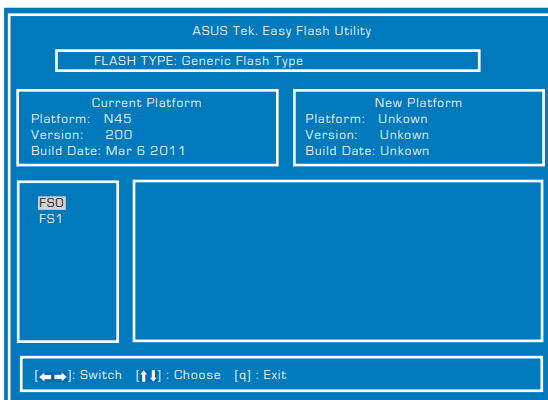 ASUS Tek. Easy Flash Utility
FLASH TYPE: Generic Flash Type
Current Platform
Platform: N45
Version: 200
Build Date: Mar 6 2011
New Platform
Platform: Unkown
Version: Unkown
Build Date: Unkown
FS0
FS1
[←→]: Switch [↑↓] : Choose [q] : Exit